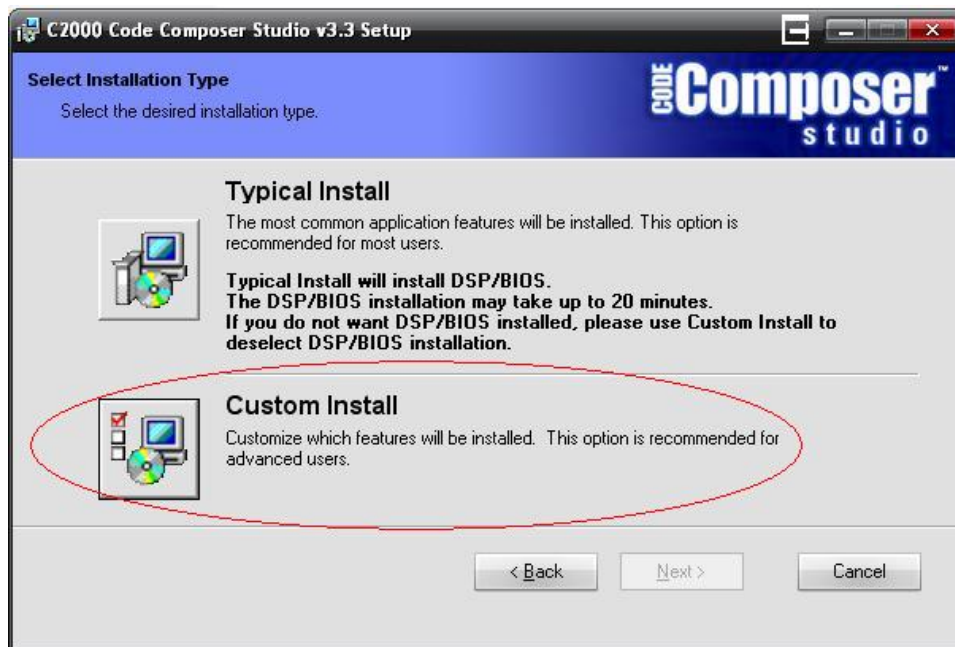 C2000 Code Composer Studio v3.3 Setup
Select Installation Type
Select the desired installation type.
CODE Composer™
studio
Typical Install
The most common application features will be installed. This option is
recommended for most users.
Typical Install will install DSP/BIOS.
The DSP/BIOS installation may take up to 20 minutes.
If you do not want DSP/BIOS installed, please use Custom Install to
deselect DSP/BIOS installation.
Custom Install
Customize which features will be installed.  This option is recommended for
advanced users.
< Back
Next >
Cancel